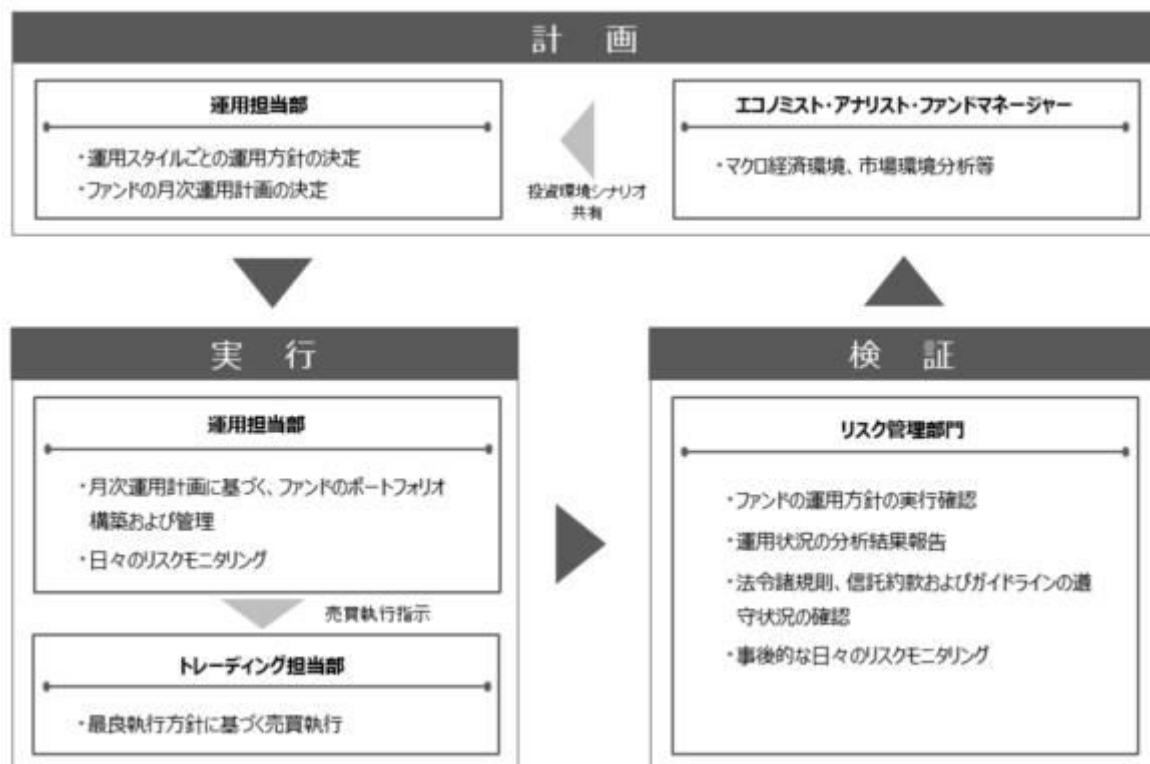 計 画
運用担当部
・運用スタイルごとの運用方針の決定
・ファンドの月次運用計画の決定
投資環境シナリオ
共有
エコノミスト・アナリスト・ファンドマネージャー
・マクロ経済環境、市場環境分析等
実 行
運用担当部
・月次運用計画に基づく、ファンドのポートフォリオ
構築および管理
・日々のリスクモニタリング
売買執行指示
トレーディング担当部
・最良執行方針に基づく売買執行
検 証
リスク管理部門
・ファンドの運用方針の実行確認
・運用状況の分析結果報告
・法令諸規則、信託約款およびガイドラインの遵
守状況の確認
・事後的な日々のリスクモニタリング